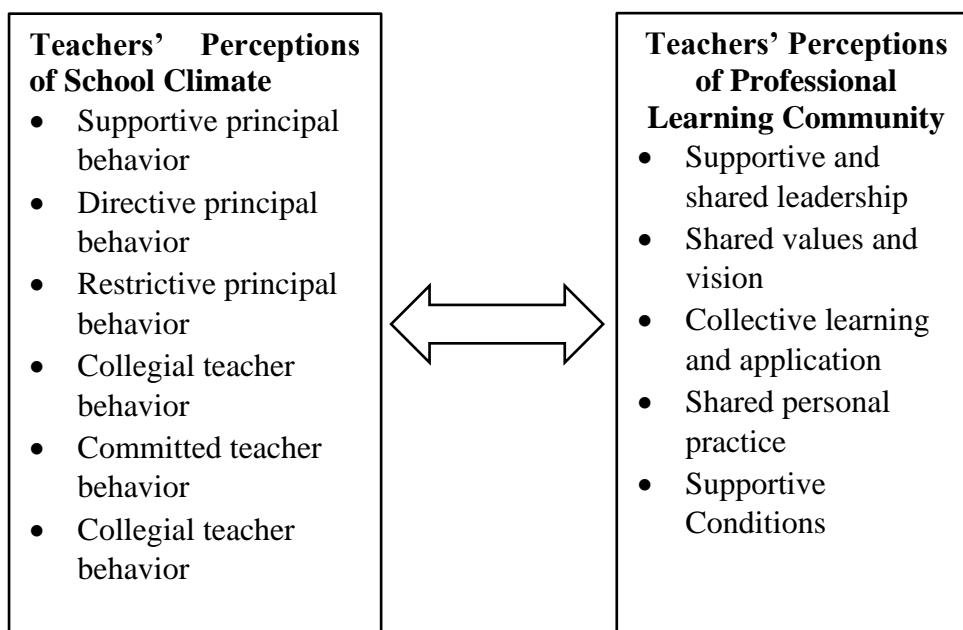 Teachers’ Perceptions
of School Climate
• Supportive principal
behavior
• Directive principal
behavior
• Restrictive principal
behavior
• Collegial teacher
behavior
• Committed teacher
behavior
• Collegial teacher
behavior
Teachers’ Perceptions
of Professional
Learning Community
• Supportive and
shared leadership
• Shared values and
vision
• Collective learning
and application
• Shared personal
practice
• Supportive
Conditions